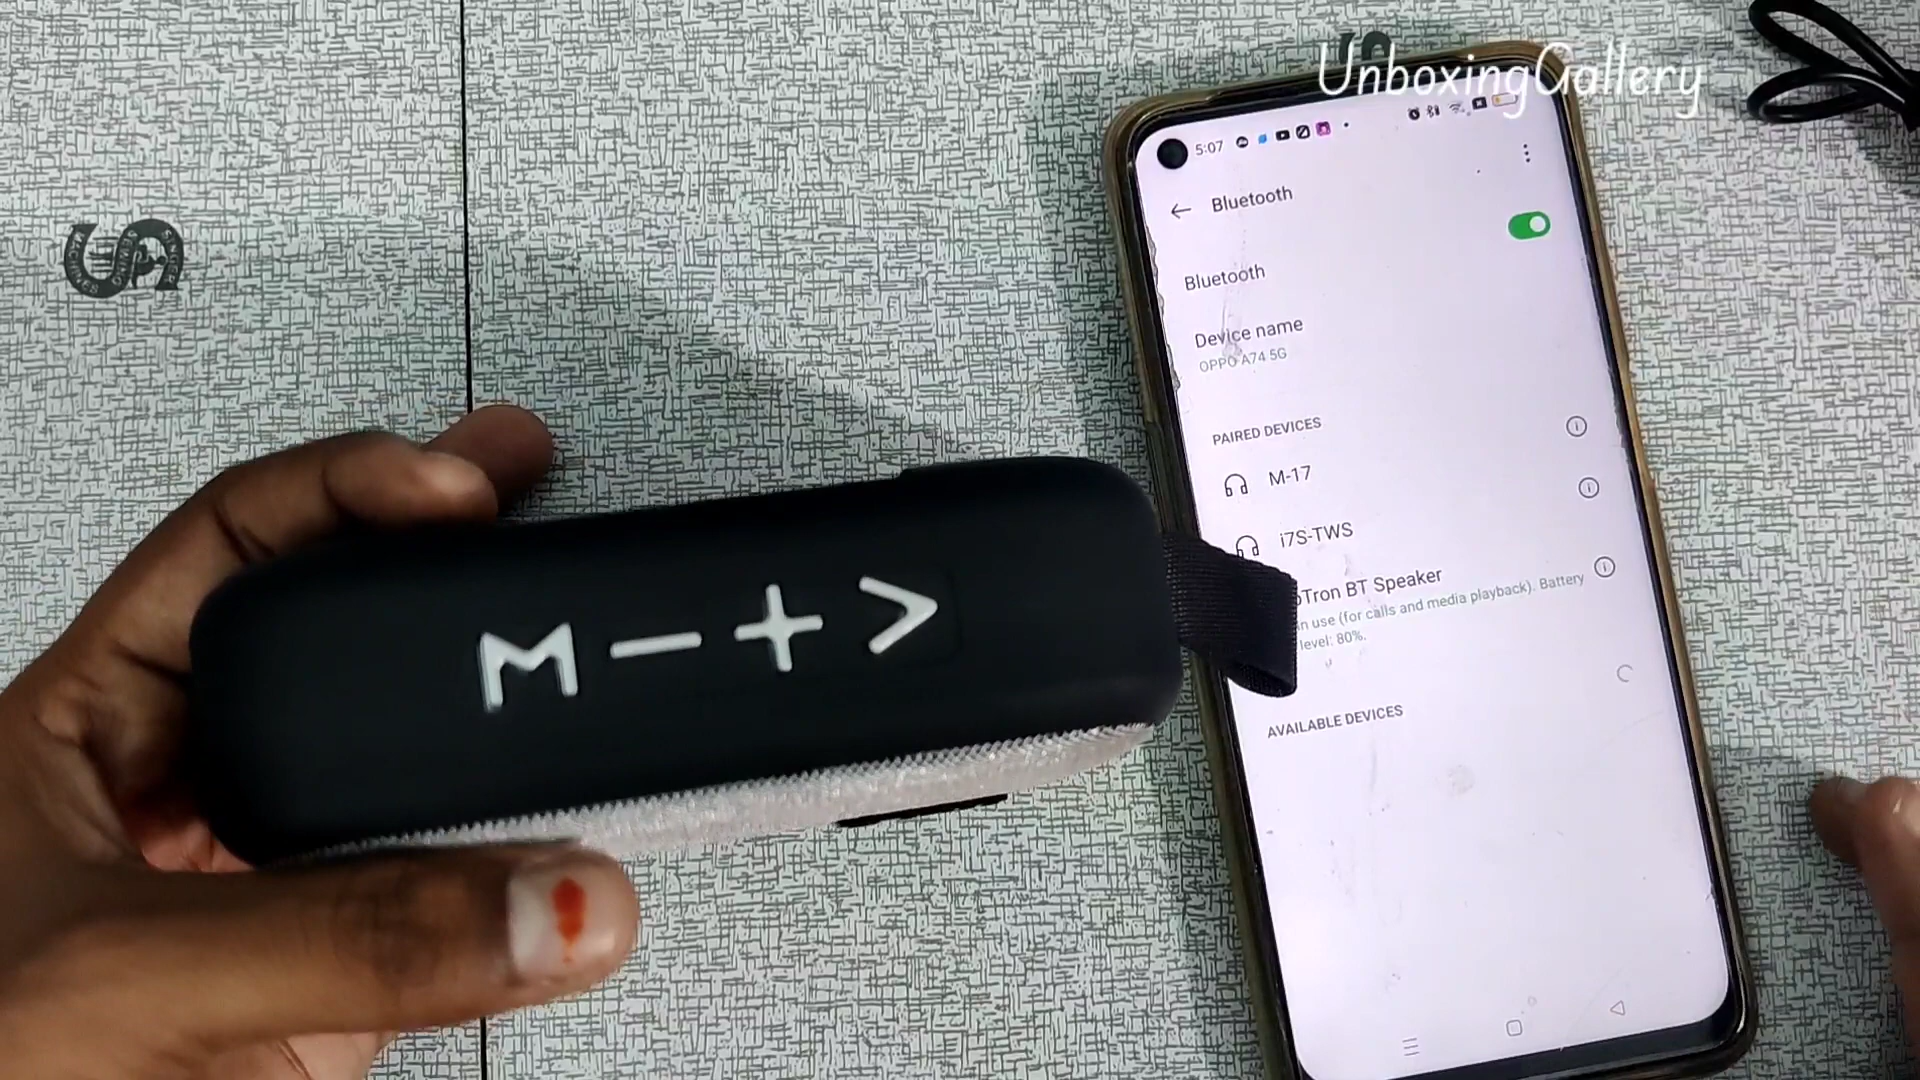 UnboxingGallery
5:07
Bluetooth
Bluetooth
Device name
OPPO A74 5G
PAIRED DEVICES
M-17
i7S-TWS
Tron BT Speaker
in use (for calls and media playback). Battery
level: 80%.
AVAILABLE DEVICES
M - + >